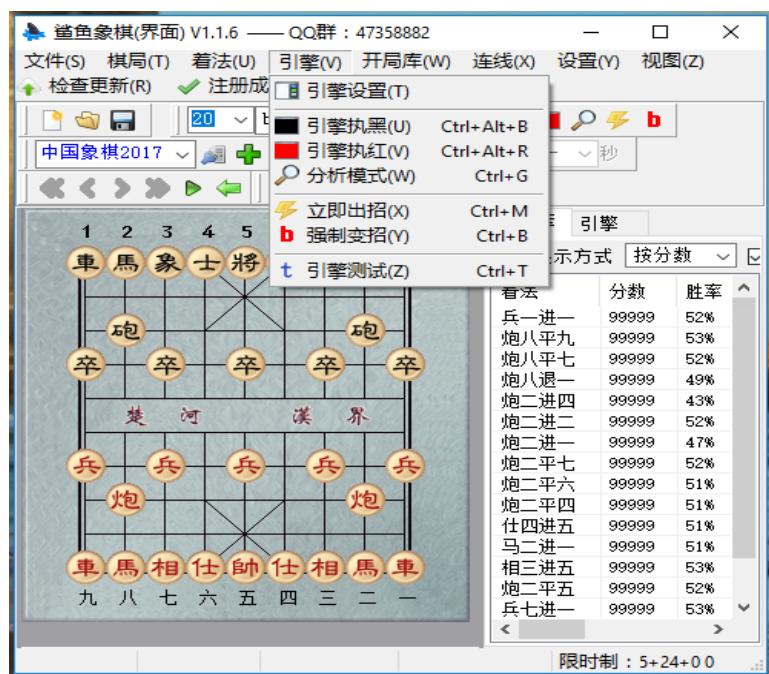 鲨鱼象棋(界面) V1.1.6 —— QQ群：47358882
文件(S) 棋局(T) 着法(U) 引擎(V) 开局库(W) 连线(X) 设置(Y) 视图(Z)
检查更新(R) 注册成
引擎设置(T)
引擎执黑(U) Ctrl+Alt+B
引擎执红(V) Ctrl+Alt+R
分析模式(W) Ctrl+G
立即出招(X) Ctrl+M
强制变招(Y) Ctrl+B
引擎测试(Z) Ctrl+T
20
b
中国象棋2017
秒
引擎
示方式 按分数
1 2 3 4 5
車 馬 象 士 將
砲 砲
卒 卒 卒 卒 卒
楚 河 漢 界
兵 兵 兵 兵 兵
炮 炮
車 馬 相 仕 帥 仕 相 馬 車
九 八 七 六 五 四 三 二 一
着法 分数 胜率
兵一进一 99999 52%
炮八平九 99999 53%
炮八平七 99999 52%
炮八退一 99999 49%
炮二进四 99999 43%
炮二进二 99999 52%
炮二进一 99999 47%
炮二平七 99999 52%
炮二平六 99999 51%
炮二平四 99999 51%
仕四进五 99999 51%
马二进一 99999 51%
相三进五 99999 53%
炮二平五 99999 52%
兵七进一 99999 53%
限时制：5+24+0 0